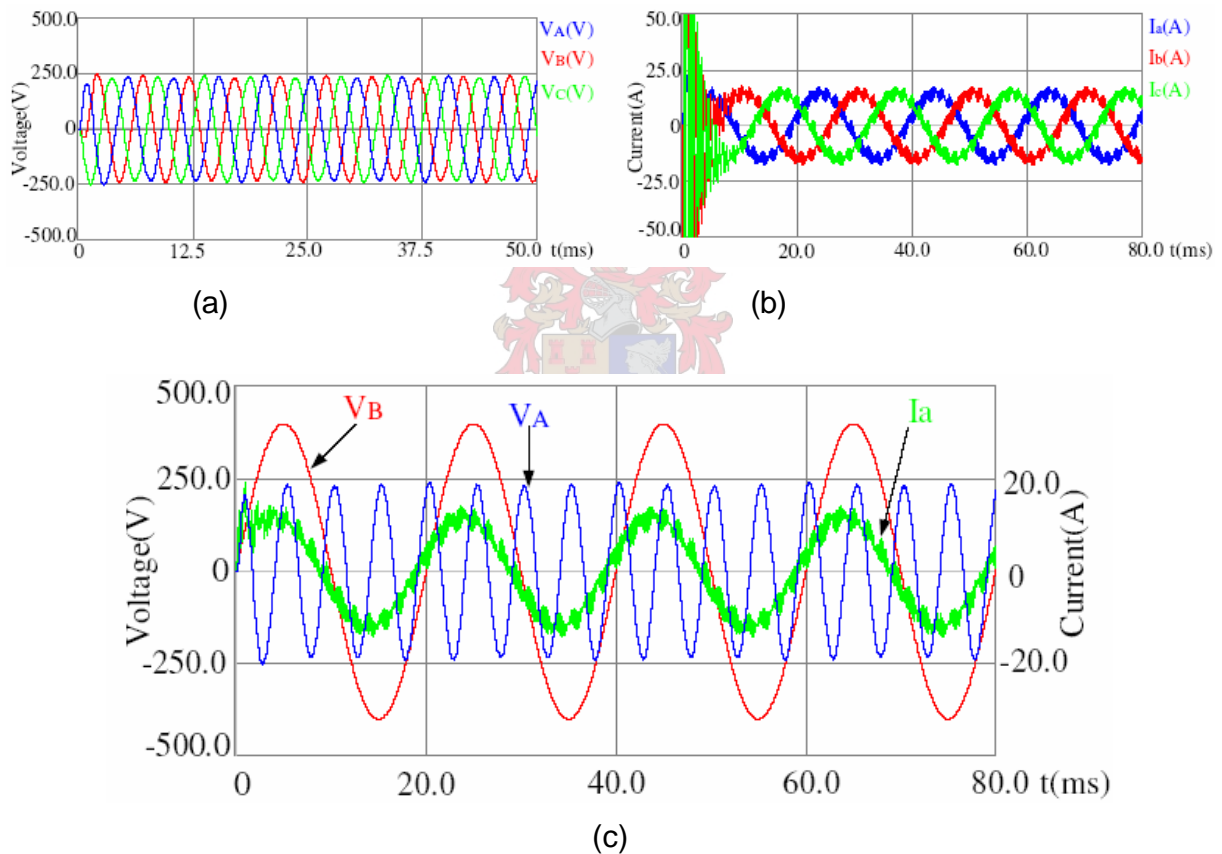 500.0
250.0
0
-250.0
-500.0
Voltage(V)
VA(V)
VB(V)
VC(V)
0
12.5
25.0
37.5
50.0
t(ms)
(a)
50.0
25.0
0
-25.0
-50.0
Current(A)
Ia(A)
Ib(A)
Ic(A)
0
20.0
40.0
60.0
80.0
t(ms)
(b)
500.0
250.0
0
-250.0
-500.0
Voltage(V)
VB
VA
Ia
20.0
0
-20.0
Current(A)
0
20.0
40.0
60.0
80.0
t(ms)
(c)